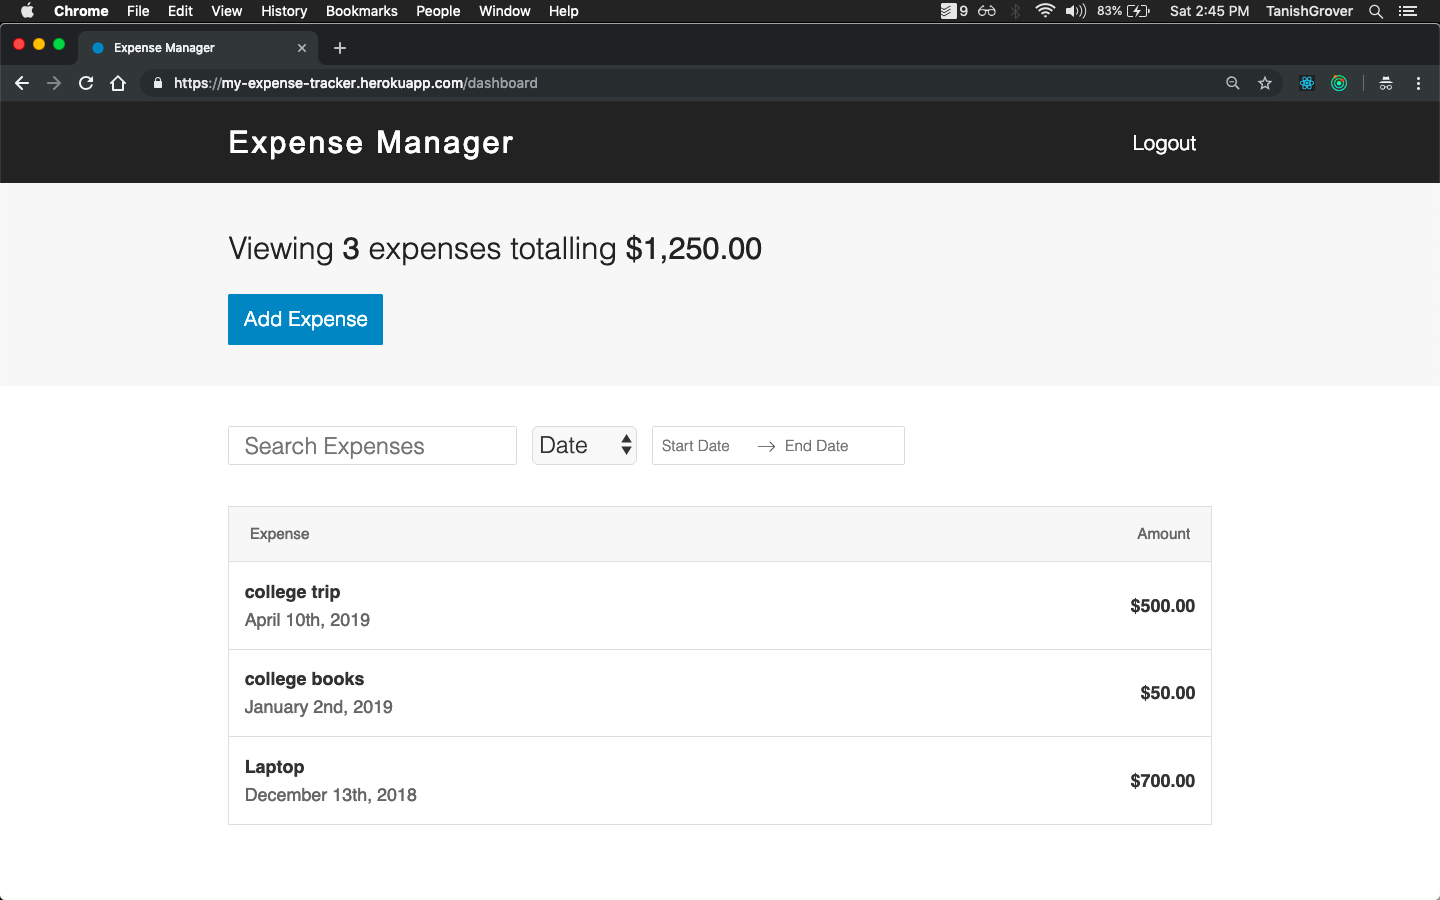 Chrome File Edit View History Bookmarks People Window Help 9 83% Sat 2:45 PM TanishGrover
Expense Manager
https://my-expense-tracker.herokuapp.com/dashboard
Expense Manager Logout
Viewing 3 expenses totalling $1,250.00
Add Expense
Search Expenses Date Start Date → End Date
Expense Amount
college trip
April 10th, 2019
$500.00
college books
January 2nd, 2019
$50.00
Laptop
December 13th, 2018
$700.00